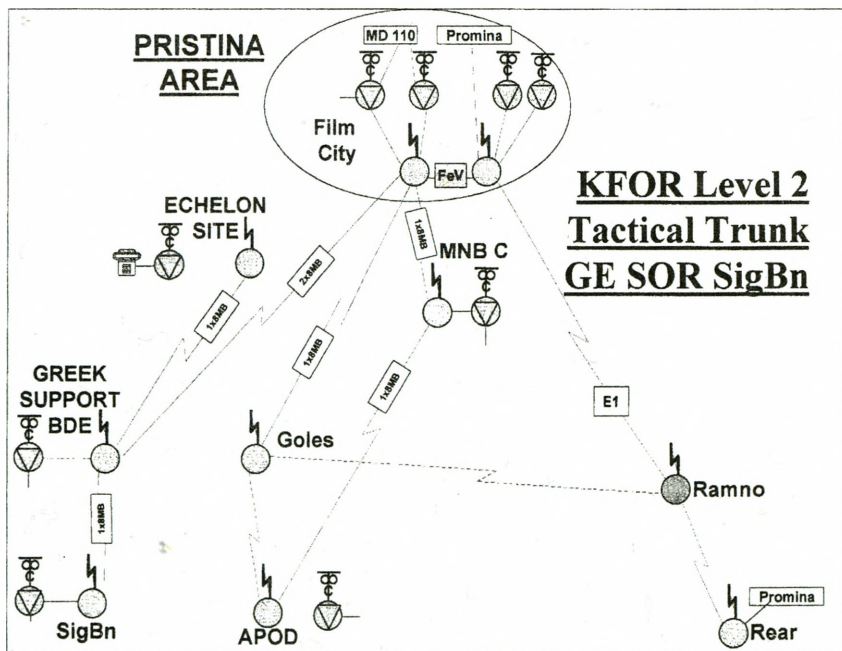 PRISTINA
AREA
MD 110
Promina
Film
City
FeV
KFOR Level 2
Tactical Trunk
GE SOR SigBn
ECHELON
SITE
1x8MB
MNB C
2x8MB
1x8MB
1x8MB
1x8MB
GREEK
SUPPORT
BDE
E1
Goles
Ramno
1x8MB
SigBn
APOD
Promina
Rear